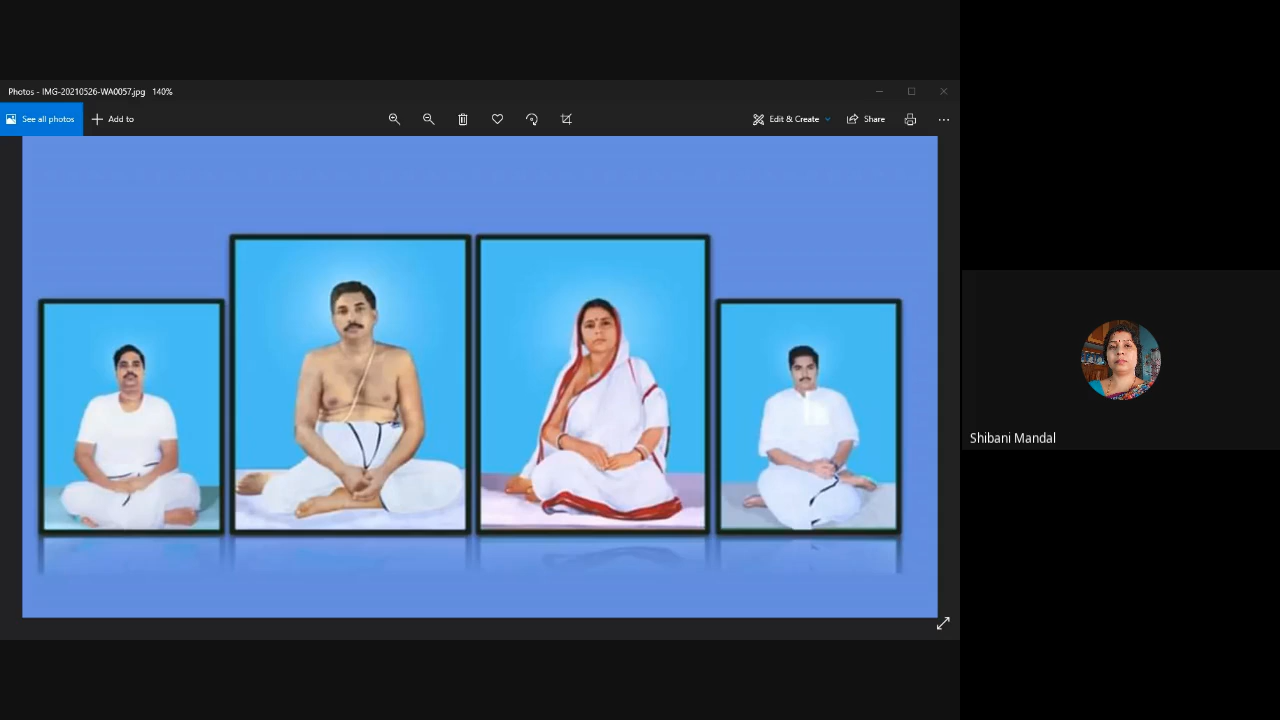 Photos - IMG-20210526-WA0057.jpg 140%
See all photos
Add to
Edit & Create
Share
Shibani Mandal